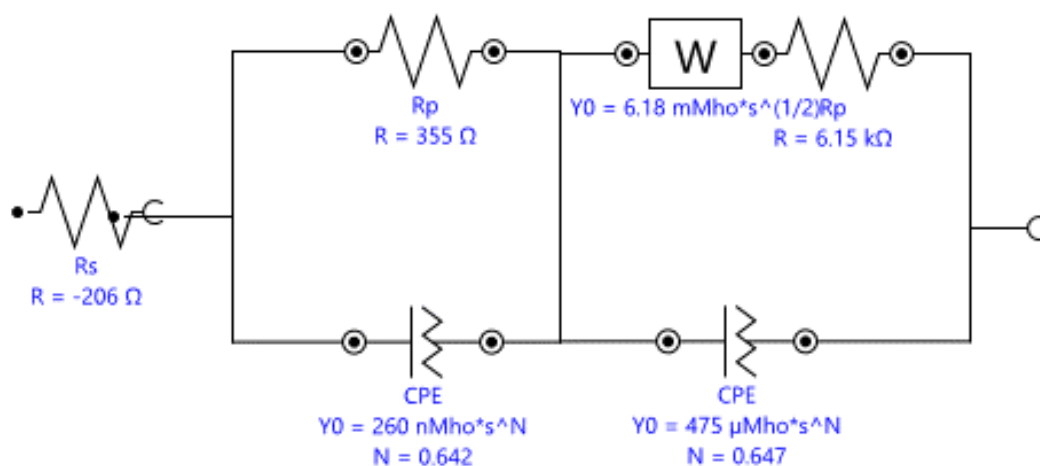 W
Rp
R = 355 Ω
Y0 = 6.18 mMho*s^(1/2)Rp
R = 6.15 kΩ
Rs
R = -206 Ω
CPE
Y0 = 260 nMho*s^N
N = 0.642
CPE
Y0 = 475 µMho*s^N
N = 0.647